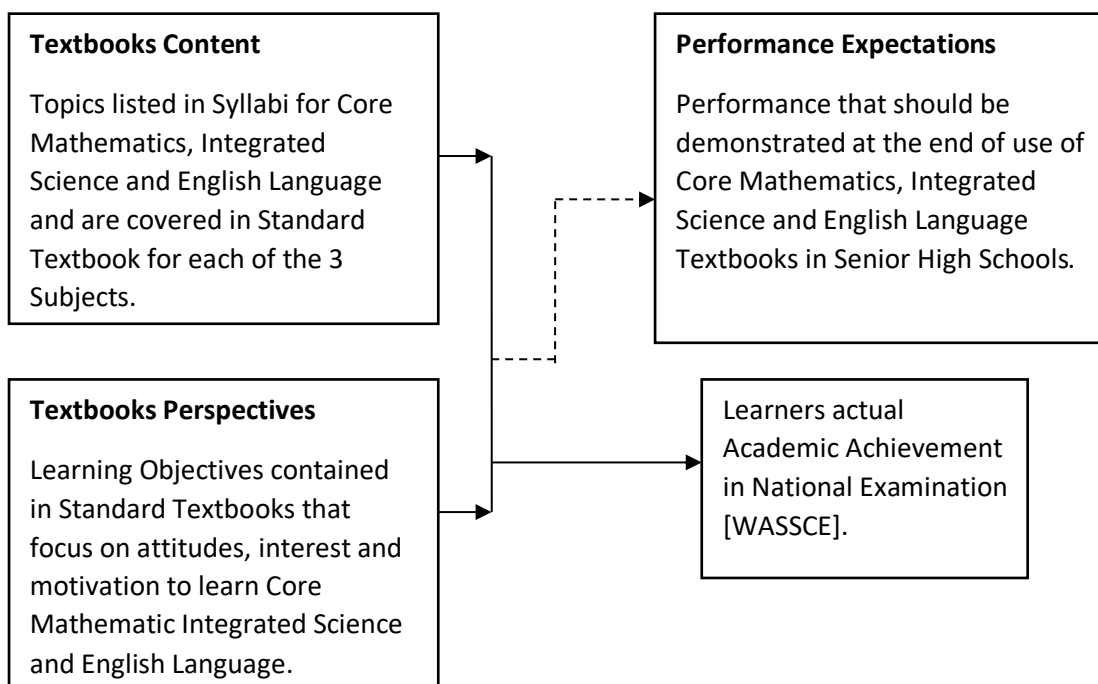 Textbooks Content
Topics listed in Syllabi for Core
Mathematics, Integrated
Science and English Language
and are covered in Standard
Textbook for each of the 3
Subjects.
Performance Expectations
Performance that should be
demonstrated at the end of use of
Core Mathematics, Integrated
Science and English Language
Textbooks in Senior High Schools.
Textbooks Perspectives
Learning Objectives contained
in Standard Textbooks that
focus on attitudes, interest and
motivation to learn Core
Mathematic Integrated Science
and English Language.
Learners actual
Academic Achievement
in National Examination
[WASSCE].